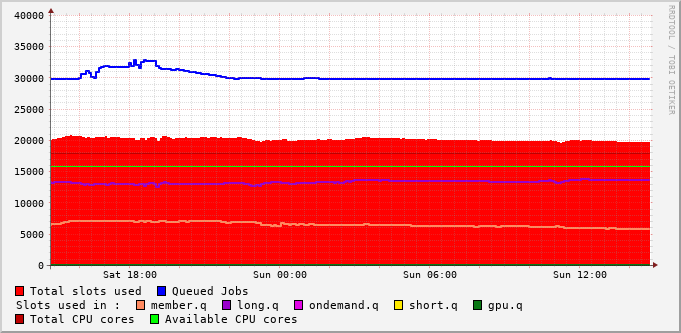 40000
35000
30000
25000
20000
15000
10000
5000
0
Sat 18:00 Sun 00:00 Sun 06:00 Sun 12:00
Total slots used Queued Jobs
Slots used in : member.q long.q ondemand.q short.q gpu.q
Total CPU cores Available CPU cores
RRDTOOL / TOBI OETIKER